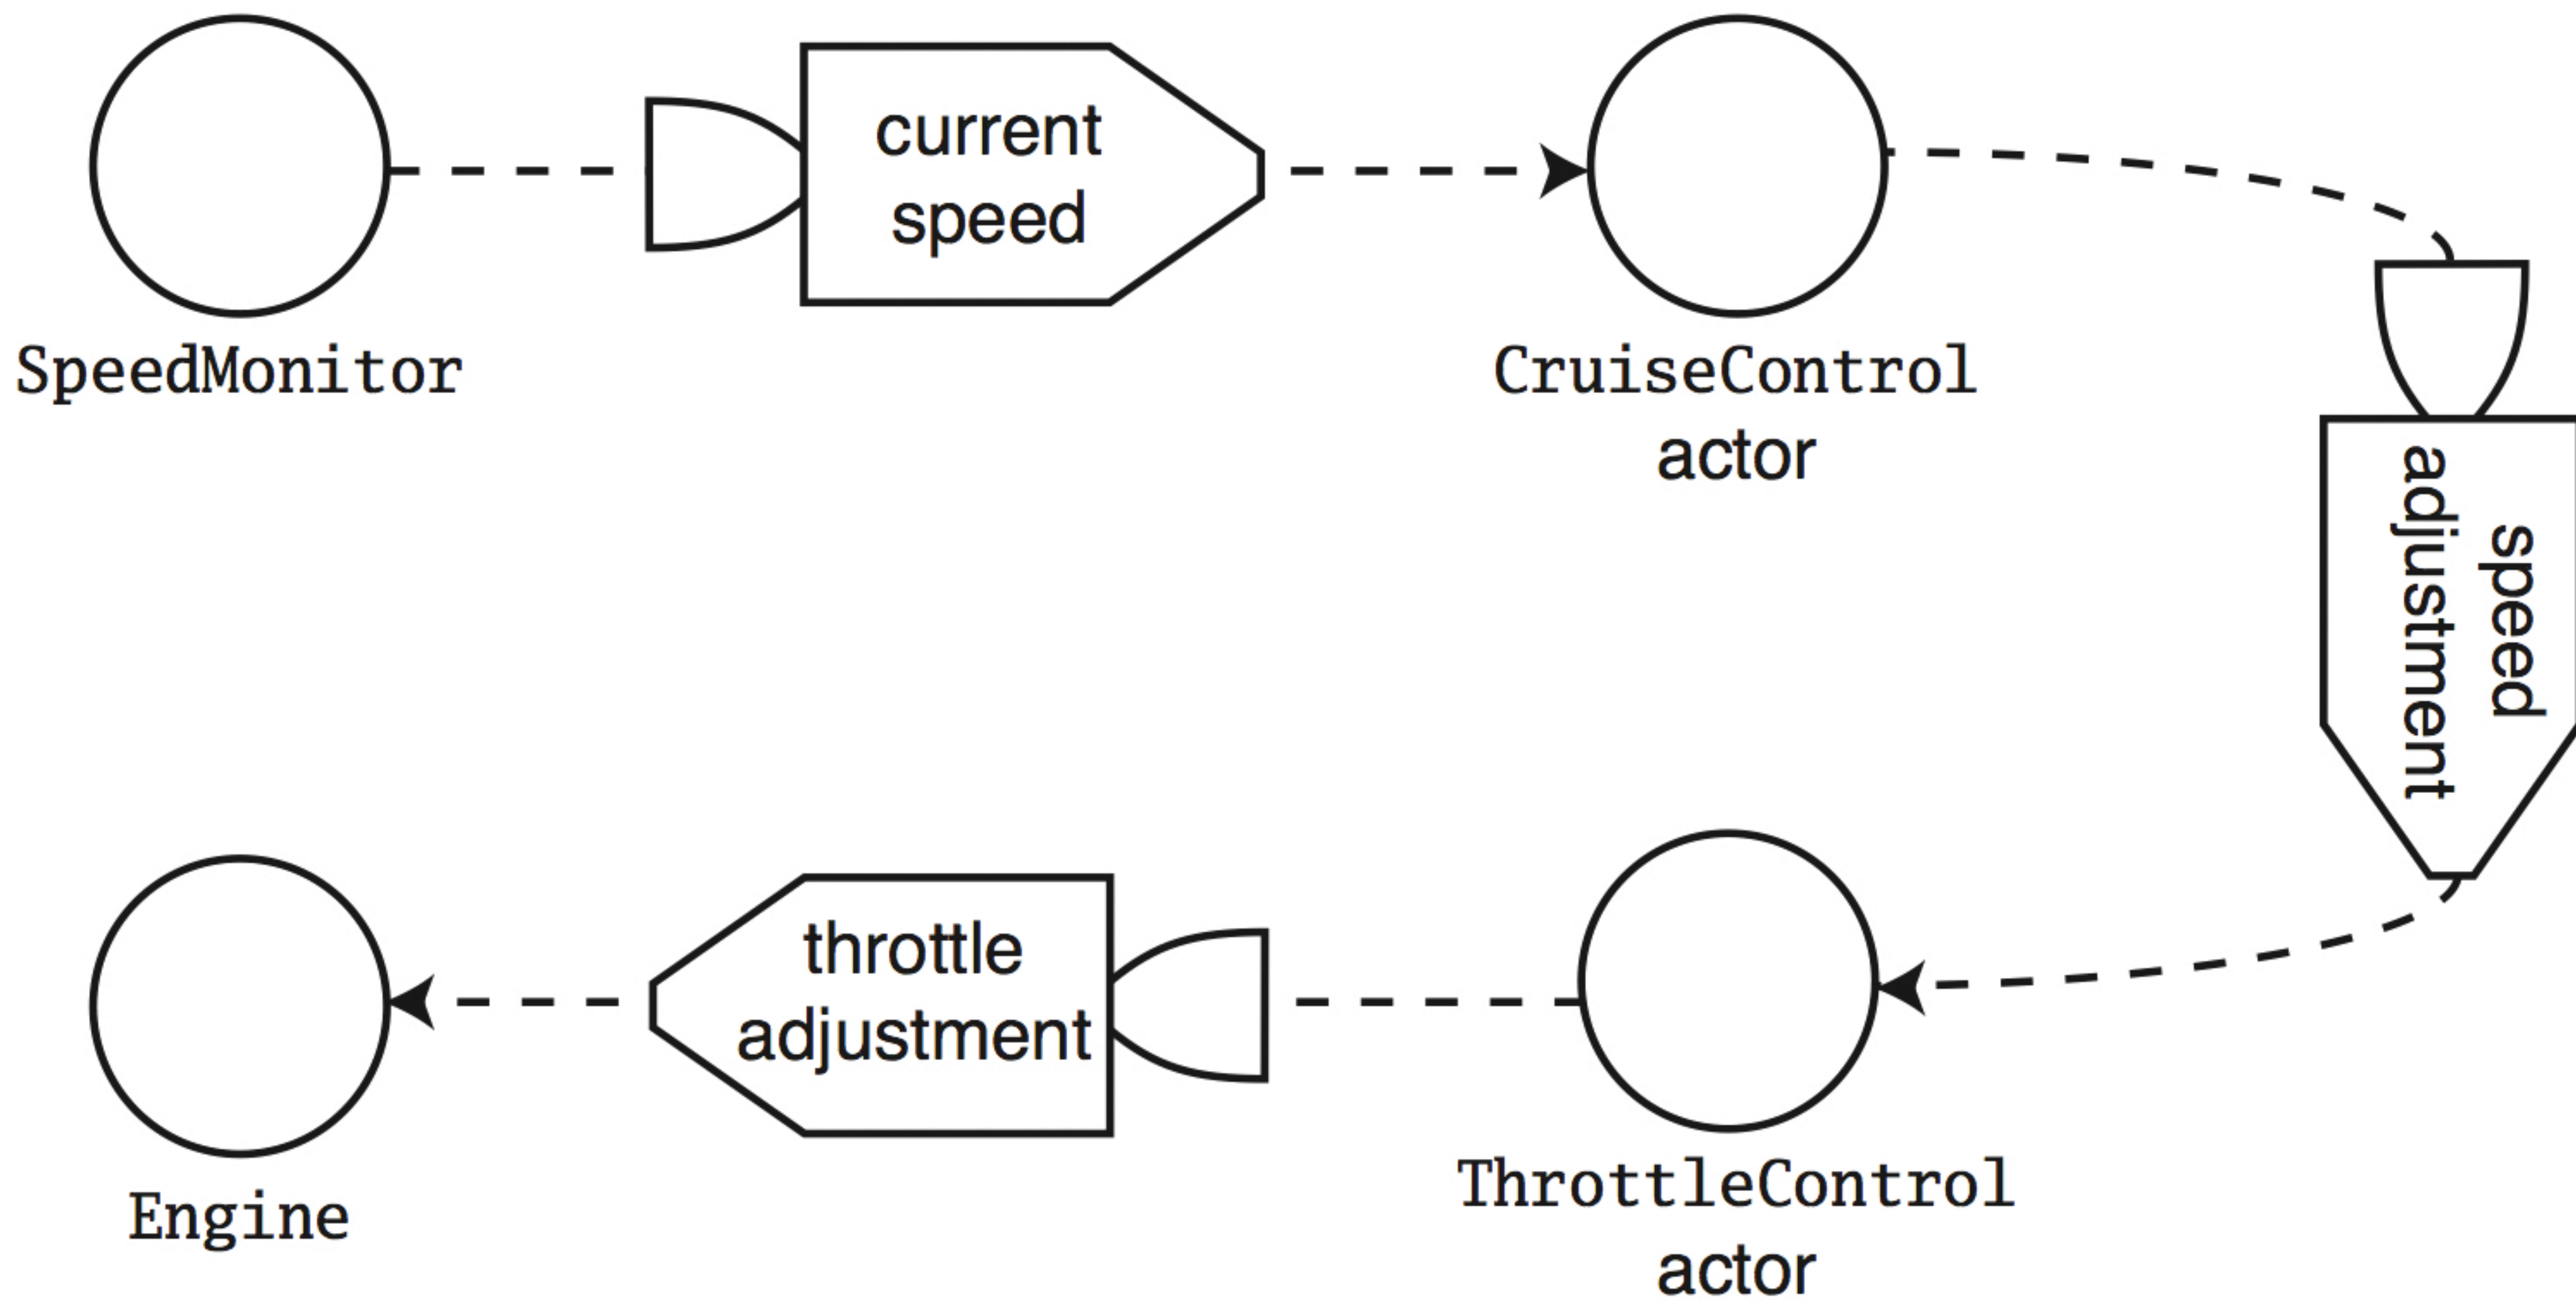 current
speed
SpeedMonitor
CruiseControl
actor
speed
adjustment
throttle
adjustment
Engine
ThrottleControl
actor